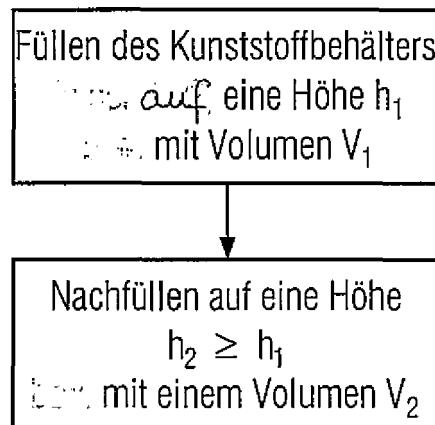 Füllen des Kunststoffbehälters
auf eine Höhe h₁
mit Volumen V₁
Nachfüllen auf eine Höhe
h₂ ≥ h₁
mit einem Volumen V₂